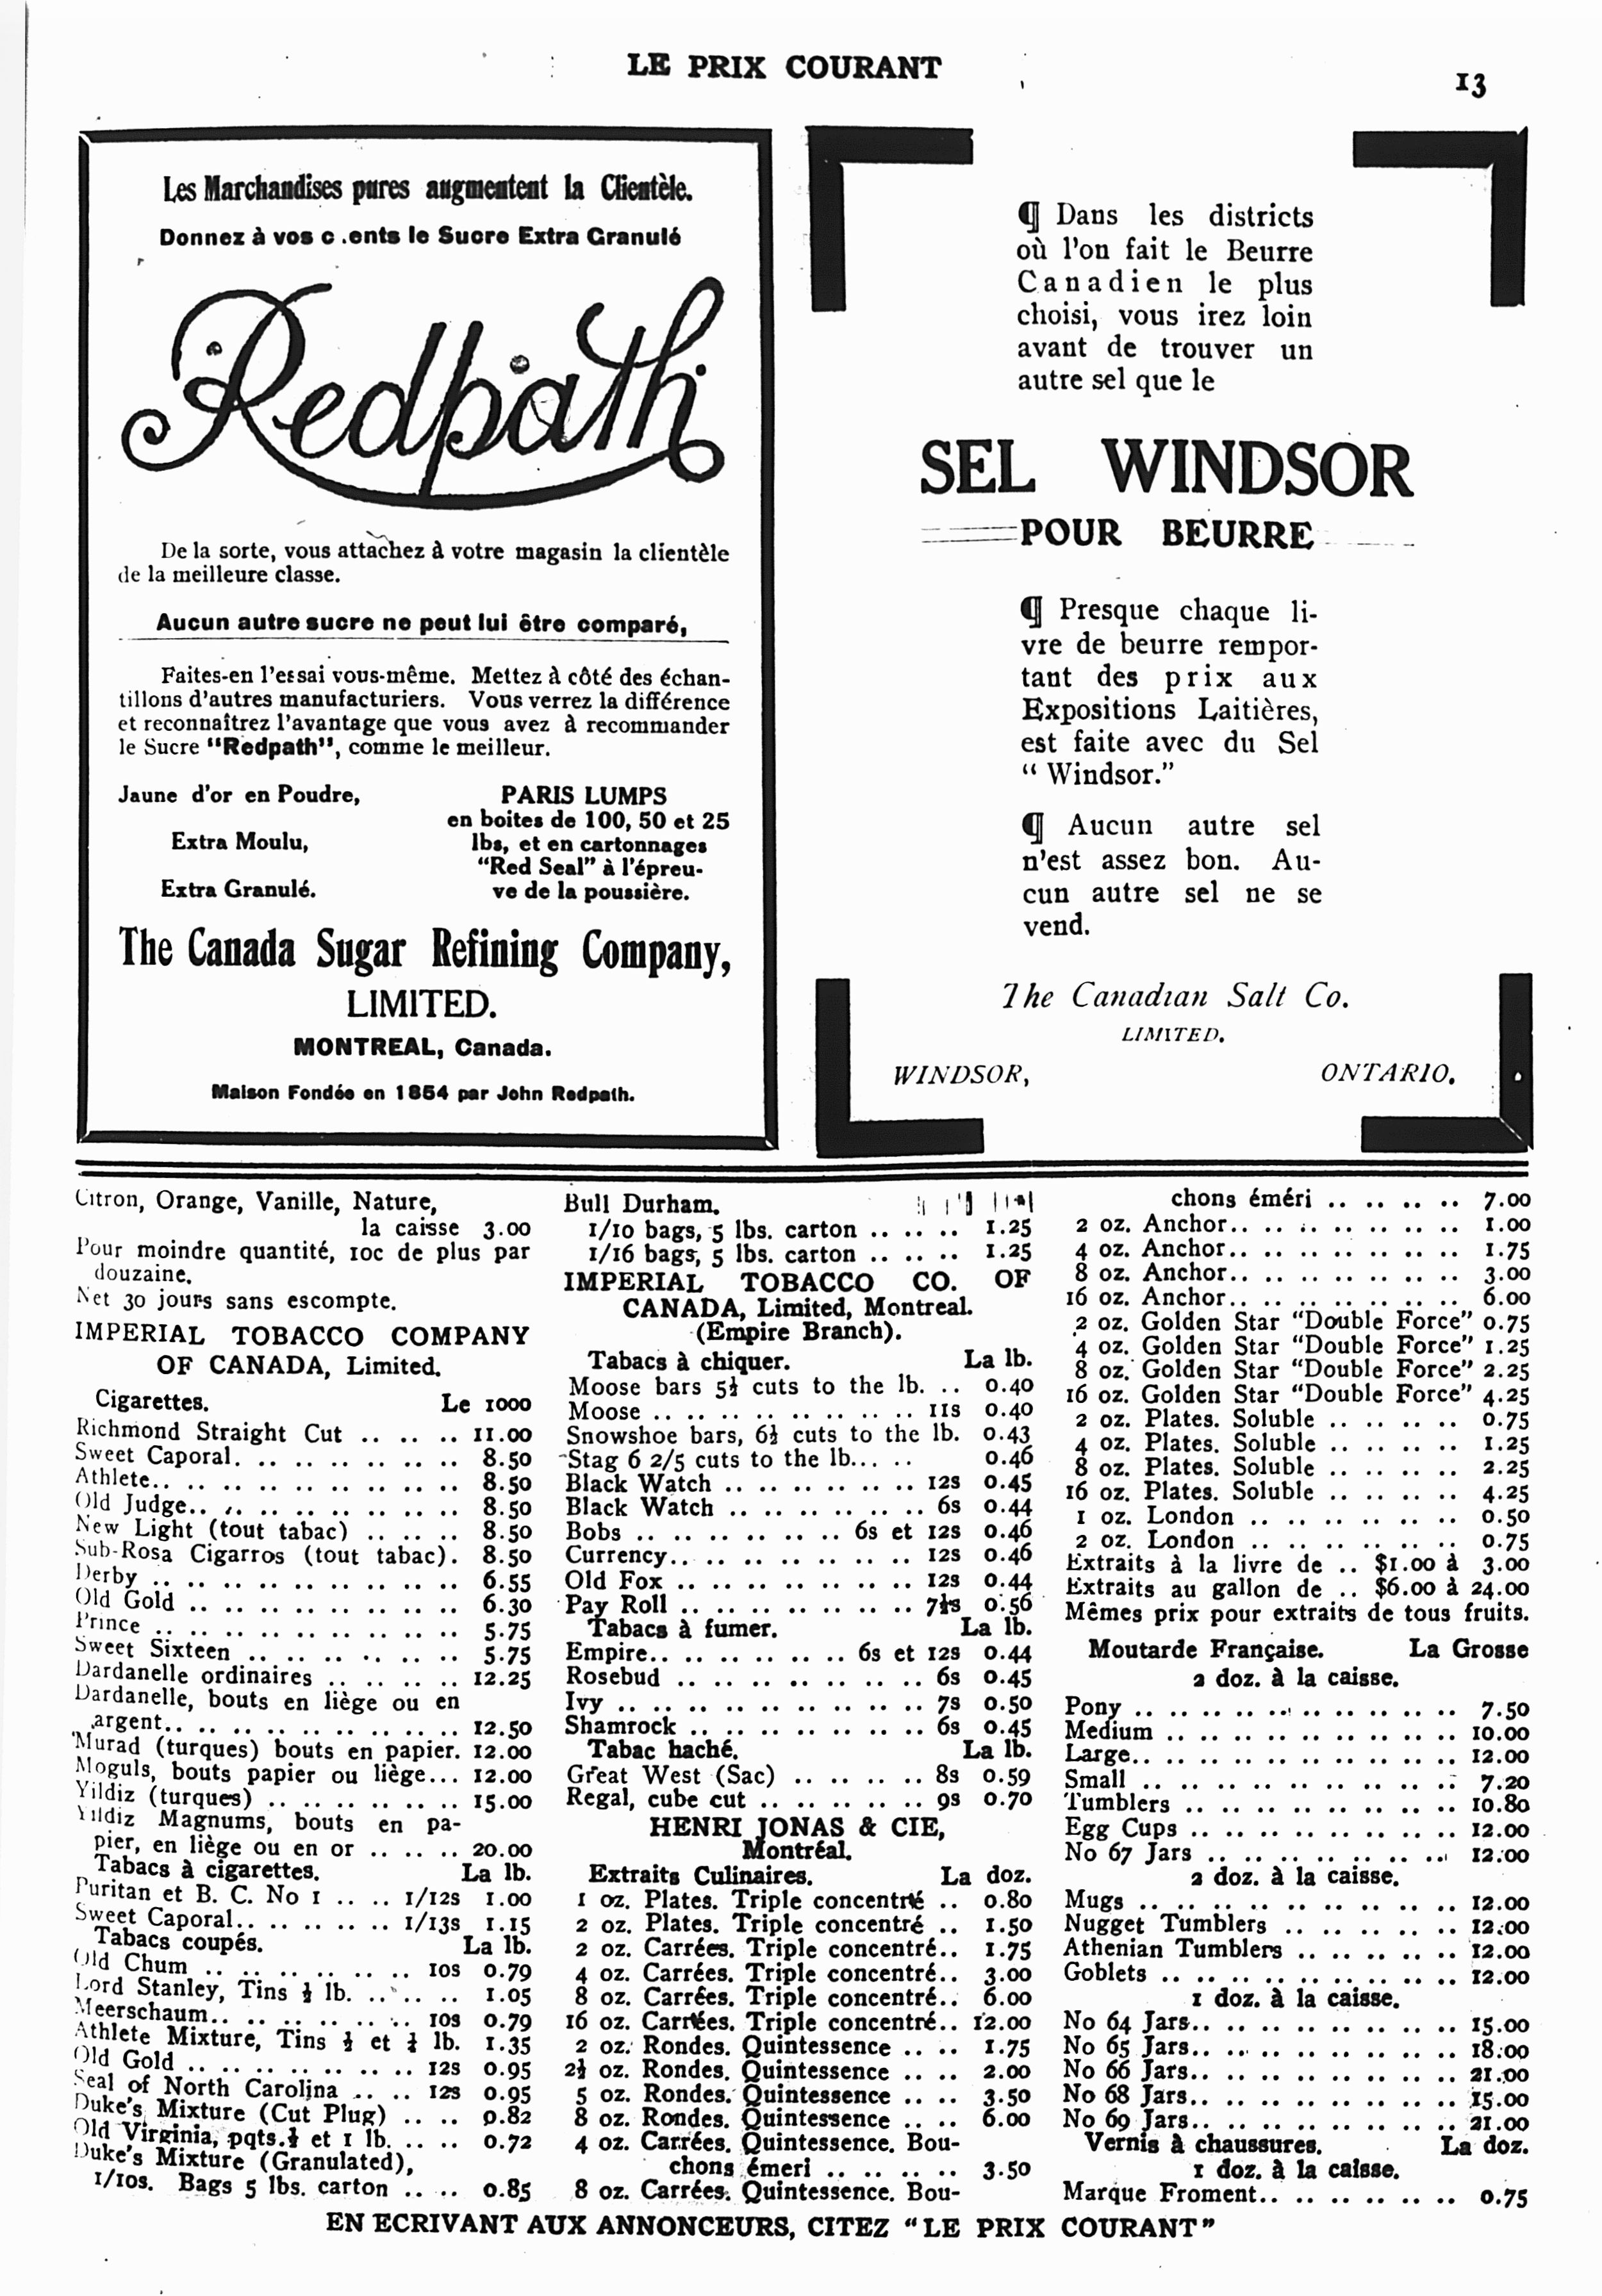 LE PRIX COURANT
13
Les Marchandises pures augmentent la Clientèle.
Donnez à vos c .ents le Sucre Extra Granulé
Redpath
De la sorte, vous attachez à votre magasin la clientèle
de la meilleure classe.
Aucun autre sucre ne peut lui être comparé,
Faites-en l'essai vous-même. Mettez à côté des échan-
tillons d'autres manufacturiers. Vous verrez la différence
et reconnaîtrez l'avantage que vous avez à recommander
le Sucre "Redpath", comme le meilleur.
Jaune d'or en Poudre,
Extra Moulu,
Extra Granulé.
PARIS LUMPS
en boites de 100, 50 et 25
lbs, et en cartonnages
"Red Seal" à l'épreu-
ve de la poussière.
The Canada Sugar Refining Company,
LIMITED.
MONTREAL, Canada.
Maison Fondée en 1854 par John Redpath.
¶ Dans les districts
où l'on fait le Beurre
Canadien le plus
choisi, vous irez loin
avant de trouver un
autre sel que le
SEL WINDSOR
POUR BEURRE
¶ Presque chaque li-
vre de beurre rempor-
tant des prix aux
Expositions Laitières,
est faite avec du Sel
" Windsor."
¶ Aucun autre sel
n'est assez bon. Au-
cun autre sel ne se
vend.
The Canadian Salt Co.
LIMITED.
WINDSOR, ONTARIO.
Citron, Orange, Vanille, Nature,
la caisse 3.00
Pour moindre quantité, 10c de plus par
douzaine.
Net 30 jours sans escompte.
IMPERIAL TOBACCO COMPANY
OF CANADA, Limited.
Cigarettes. Le 1000
Richmond Straight Cut .. .. .. 11.00
Sweet Caporal. .. .. .. .. .. .. 8.50
Athlete.. .. .. .. .. .. .. .. .. 8.50
Old Judge.. .. .. .. .. .. .. .. 8.50
New Light (tout tabac) .. .. .. 8.50
Sub-Rosa Cigarros (tout tabac). 8.50
Derby .. .. .. .. .. .. .. .. .. 6.55
Old Gold .. .. .. .. .. .. .. .. 6.30
Prince .. .. .. .. .. .. .. .. .. 5.75
Sweet Sixteen .. .. .. .. .. .. 5.75
Dardanelle ordinaires .. .. .. .. 12.25
Dardanelle, bouts en liège ou en
argent.. .. .. .. .. .. .. .. .. 12.50
Murad (turques) bouts en papier. 12.00
Moguls, bouts papier ou liège... 12.00
Yildiz (turques) .. .. .. .. .. .. 15.00
Yildiz Magnums, bouts en pa-
pier, en liège ou en or .. .. .. 20.00
Tabacs à cigarettes. La lb.
Puritan et B. C. No 1 .. .. 1/12s 1.00
Sweet Caporal.. .. .. .. .. 1/13s 1.15
Tabacs coupés. La lb.
Old Chum .. .. .. .. .. .. 10s 0.79
Lord Stanley, Tins ½ lb. .. .. .. 1.05
Meerschaum.. .. .. .. .. .. 10s 0.79
Athlete Mixture, Tins ½ et ¼ lb. 1.35
Old Gold .. .. .. .. .. .. 12s 0.95
Seal of North Carolina .. .. 12s 0.95
Duke's Mixture (Cut Plug) .. .. 0.82
Old Virginia, pqts. ½ et 1 lb. .. .. 0.72
Duke's Mixture (Granulated),
1/10s. Bags 5 lbs. carton .. .. 0.85
Bull Durham.
1/10 bags, 5 lbs. carton .. .. .. 1.25
1/16 bags, 5 lbs. carton .. .. .. 1.25
IMPERIAL TOBACCO CO. OF
CANADA, Limited, Montreal.
(Empire Branch).
Tabacs à chiquer. La lb.
Moose bars 5½ cuts to the lb. .. 0.40
Moose .. .. .. .. .. .. .. .. 11s 0.40
Snowshoe bars, 6½ cuts to the lb. 0.43
Stag 6 2/5 cuts to the lb... .. 0.46
Black Watch .. .. .. .. .. .. 12s 0.45
Black Watch .. .. .. .. .. .. 6s 0.44
Bobs .. .. .. .. .. .. 6s et 12s 0.46
Currency.. .. .. .. .. .. .. 12s 0.46
Old Fox .. .. .. .. .. .. .. 12s 0.44
Pay Roll .. .. .. .. .. .. .. 7½s 0.56
Tabacs à fumer. La lb.
Empire.. .. .. .. .. .. 6s et 12s 0.44
Rosebud .. .. .. .. .. .. .. 6s 0.45
Ivy .. .. .. .. .. .. .. .. .. 7s 0.50
Shamrock .. .. .. .. .. .. .. 6s 0.45
Tabac haché. La lb.
Great West (Sac) .. .. .. .. 8s 0.59
Regal, cube cut .. .. .. .. .. 9s 0.70
HENRI JONAS & CIE,
Montréal.
Extraits Culinaires. La doz.
1 oz. Plates. Triple concentré .. 0.80
2 oz. Plates. Triple concentré .. 1.50
2 oz. Carrées. Triple concentré.. 1.75
4 oz. Carrées. Triple concentré.. 3.00
8 oz. Carrées. Triple concentré.. 6.00
16 oz. Carrées. Triple concentré.. 12.00
2 oz. Rondes. Quintessence .. .. 1.75
2½ oz. Rondes. Quintessence .. .. 2.00
5 oz. Rondes. Quintessence .. .. 3.50
8 oz. Rondes. Quintessence .. .. 6.00
4 oz. Carrées. Quintessence. Bou-
chons émeri .. .. .. .. 3.50
8 oz. Carrées. Quintessence. Bou-
chons éméri .. .. .. .. 7.00
2 oz. Anchor.. .. .. .. .. .. .. 1.00
4 oz. Anchor.. .. .. .. .. .. .. 1.75
8 oz. Anchor.. .. .. .. .. .. .. 3.00
16 oz. Anchor.. .. .. .. .. .. .. 6.00
2 oz. Golden Star "Double Force" 0.75
4 oz. Golden Star "Double Force" 1.25
8 oz. Golden Star "Double Force" 2.25
16 oz. Golden Star "Double Force" 4.25
2 oz. Plates. Soluble .. .. .. .. 0.75
4 oz. Plates. Soluble .. .. .. .. 1.25
8 oz. Plates. Soluble .. .. .. .. 2.25
16 oz. Plates. Soluble .. .. .. .. 4.25
1 oz. London .. .. .. .. .. .. 0.50
2 oz. London .. .. .. .. .. .. 0.75
Extraits à la livre de .. $1.00 à 3.00
Extraits au gallon de .. $6.00 à 24.00
Mêmes prix pour extraits de tous fruits.
Moutarde Française. La Grosse
2 doz. à la caisse.
Pony .. .. .. .. .. .. .. .. .. 7.50
Medium .. .. .. .. .. .. .. .. 10.00
Large.. .. .. .. .. .. .. .. .. 12.00
Small .. .. .. .. .. .. .. .. .. 7.20
Tumblers .. .. .. .. .. .. .. .. 10.80
Egg Cups .. .. .. .. .. .. .. .. 12.00
No 67 Jars .. .. .. .. .. .. .. 12.00
2 doz. à la caisse.
Mugs .. .. .. .. .. .. .. .. .. 12.00
Nugget Tumblers .. .. .. .. .. 12.00
Athenian Tumblers .. .. .. .. .. 12.00
Goblets .. .. .. .. .. .. .. .. 12.00
1 doz. à la caisse.
No 64 Jars.. .. .. .. .. .. .. .. 15.00
No 65 Jars.. .. .. .. .. .. .. .. 18.00
No 66 Jars.. .. .. .. .. .. .. .. 21.00
No 68 Jars.. .. .. .. .. .. .. .. 15.00
No 69 Jars.. .. .. .. .. .. .. .. 21.00
Vernis à chaussures. La doz.
1 doz. à la caisse.
Marque Froment.. .. .. .. .. .. 0.75
EN ECRIVANT AUX ANNONCEURS, CITEZ "LE PRIX COURANT"